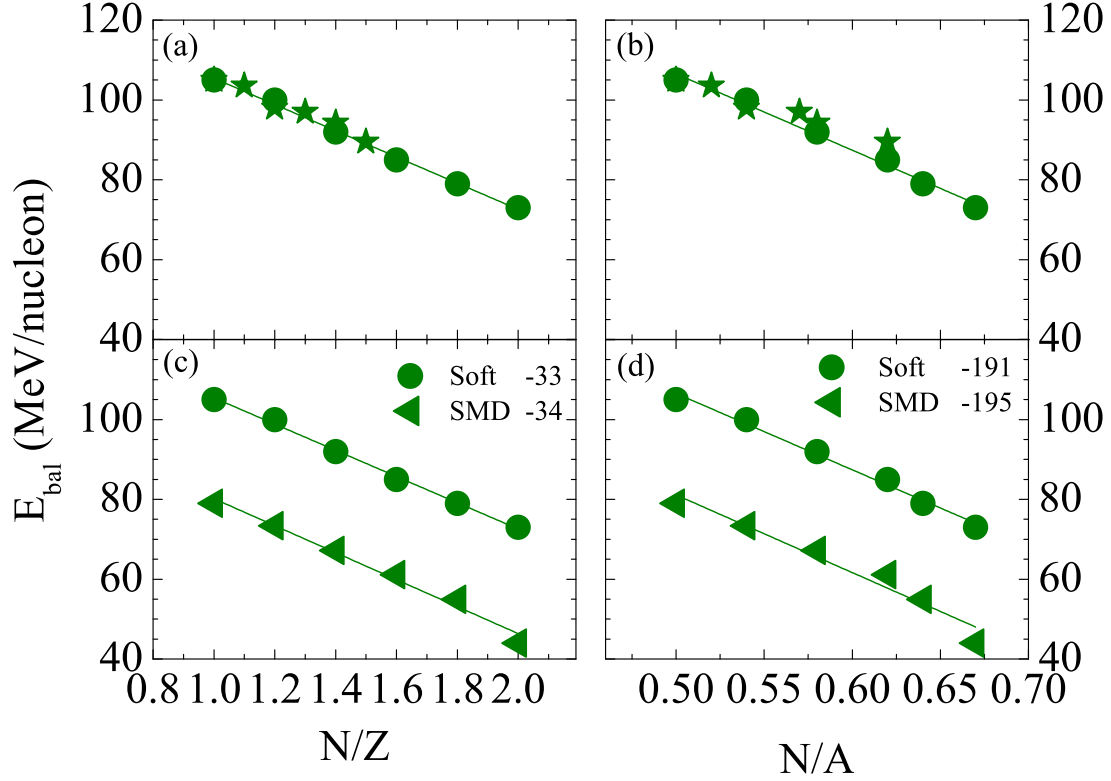 E_bal (MeV/nucleon)
120
100
80
60
40
100
80
60
40
(a)
(b)
120
100
80
60
40
100
80
60
40
(c)
Soft -33
SMD -34
(d)
Soft -191
SMD -195
0.8 1.0 1.2 1.4 1.6 1.8 2.0
0.50 0.55 0.60 0.65 0.70
N/Z
N/A